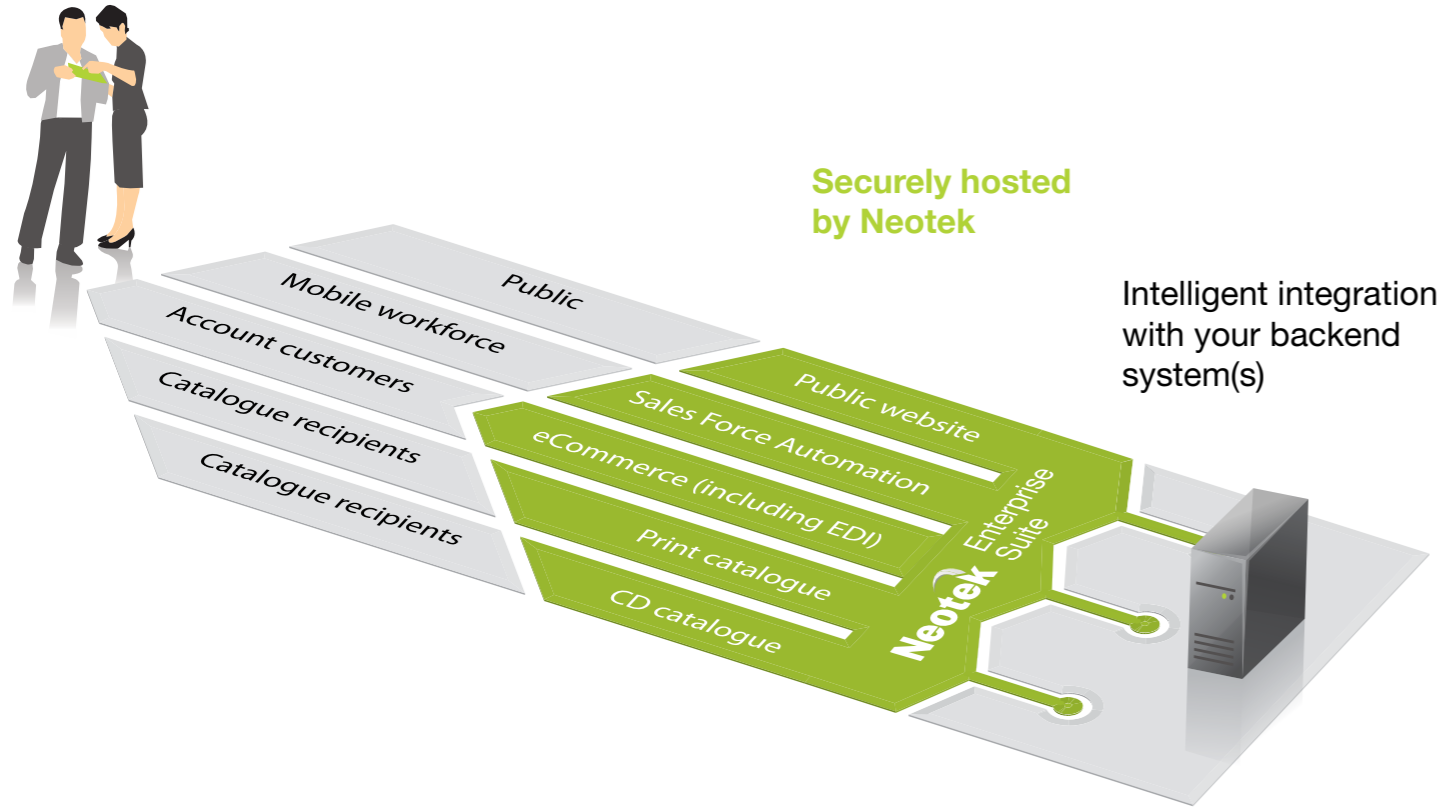 Securely hosted
by Neotek
Intelligent integration
with your backend
system(s)
Public
Mobile workforce
Account customers
Catalogue recipients
Catalogue recipients
Public website
Sales Force Automation
eCommerce (including EDI)
Print catalogue
CD catalogue
Neotek
Enterprise
Suite